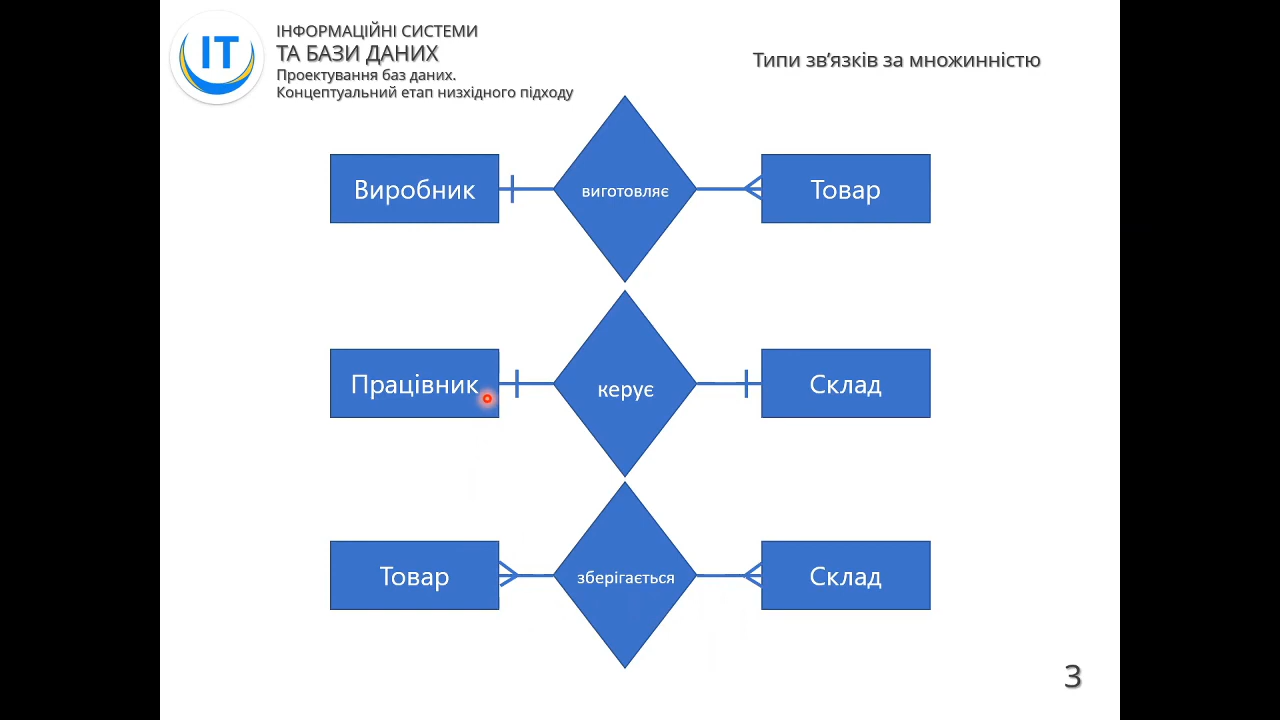 IT
ІНФОРМАЦІЙНІ СИСТЕМИ
ТА БАЗИ ДАНИХ
Проектування баз даних.
Концептуальний етап низхідного підходу
Типи зв’язків за множинністю
Виробник
виготовляє
Товар
Працівник
керує
Склад
Товар
зберігається
Склад
3